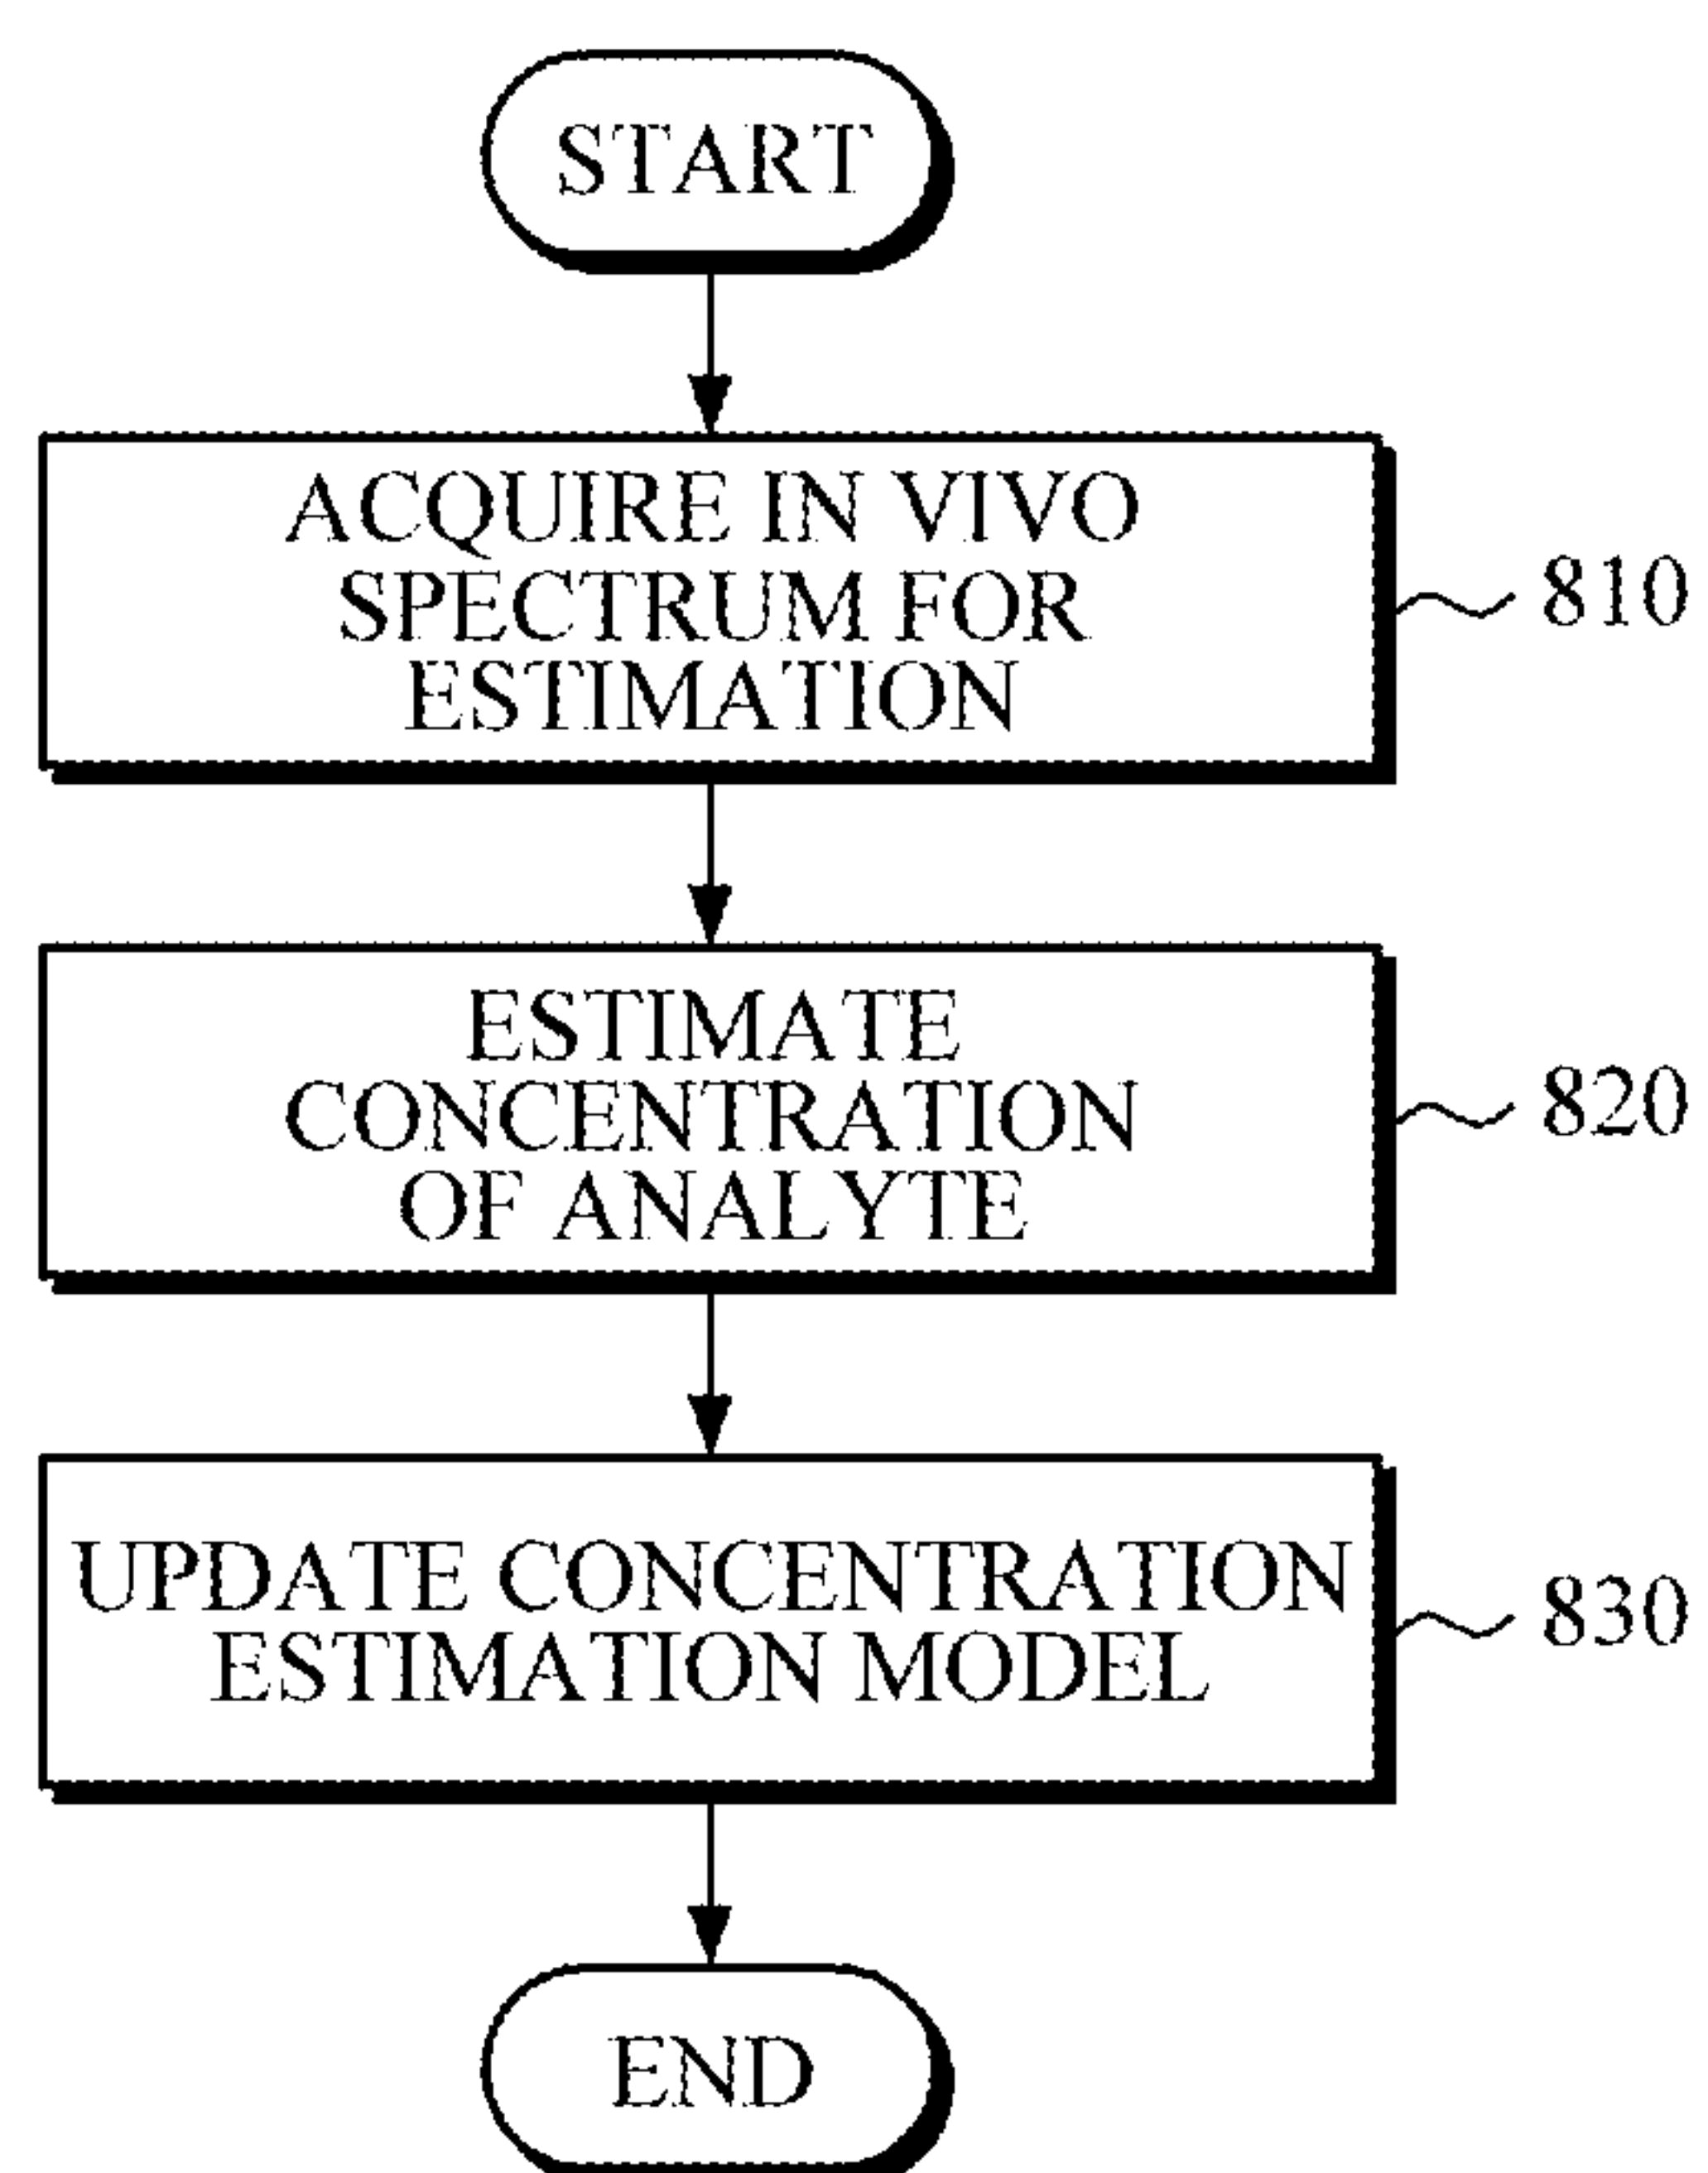 START
ACQUIRE IN VIVO
SPECTRUM FOR
ESTIMATION
810
ESTIMATE
CONCENTRATION
OF ANALYTE
820
UPDATE CONCENTRATION
ESTIMATION MODEL
830
END